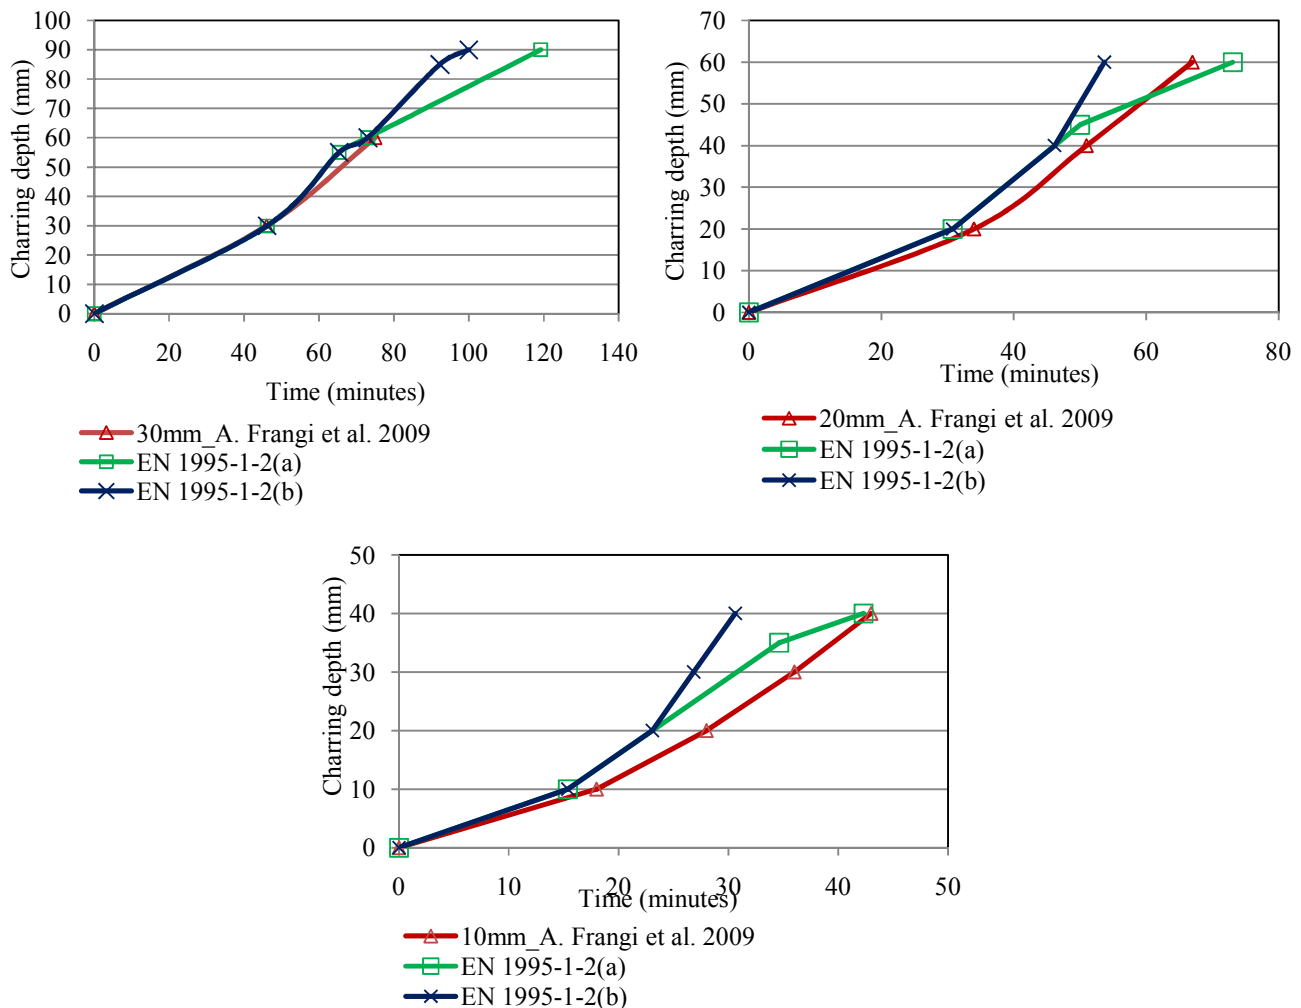 100
90
80
70
60
50
40
30
20
10
0
Charring depth (mm)
0 20 40 60 80 100 120 140
Time (minutes)
30mm_A. Frangi et al. 2009
EN 1995-1-2(a)
EN 1995-1-2(b)
70
60
50
40
30
20
10
0
Charring depth (mm)
0 20 40 60 80
Time (minutes)
20mm_A. Frangi et al. 2009
EN 1995-1-2(a)
EN 1995-1-2(b)
50
40
30
20
10
0
Charring depth (mm)
0 10 20 30 40 50
Time (minutes)
10mm_A. Frangi et al. 2009
EN 1995-1-2(a)
EN 1995-1-2(b)